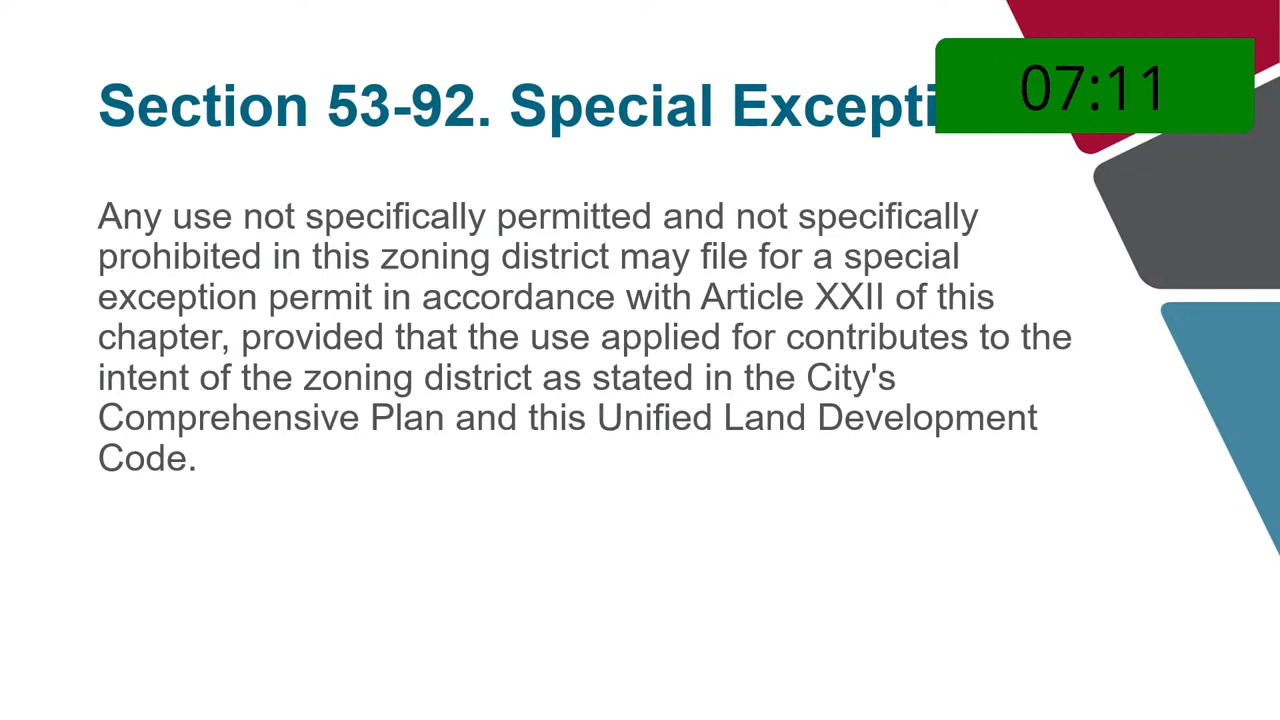 Section 53-92. Special
07:11
Any use not specifically permitted and not specifically
prohibited in this zoning district may file for a special
exception permit in accordance with Article XXII of this
chapter, provided that the use applied for contributes to the
intent of the zoning district as stated in the City's
Comprehensive Plan and this Unified Land Development
Code.